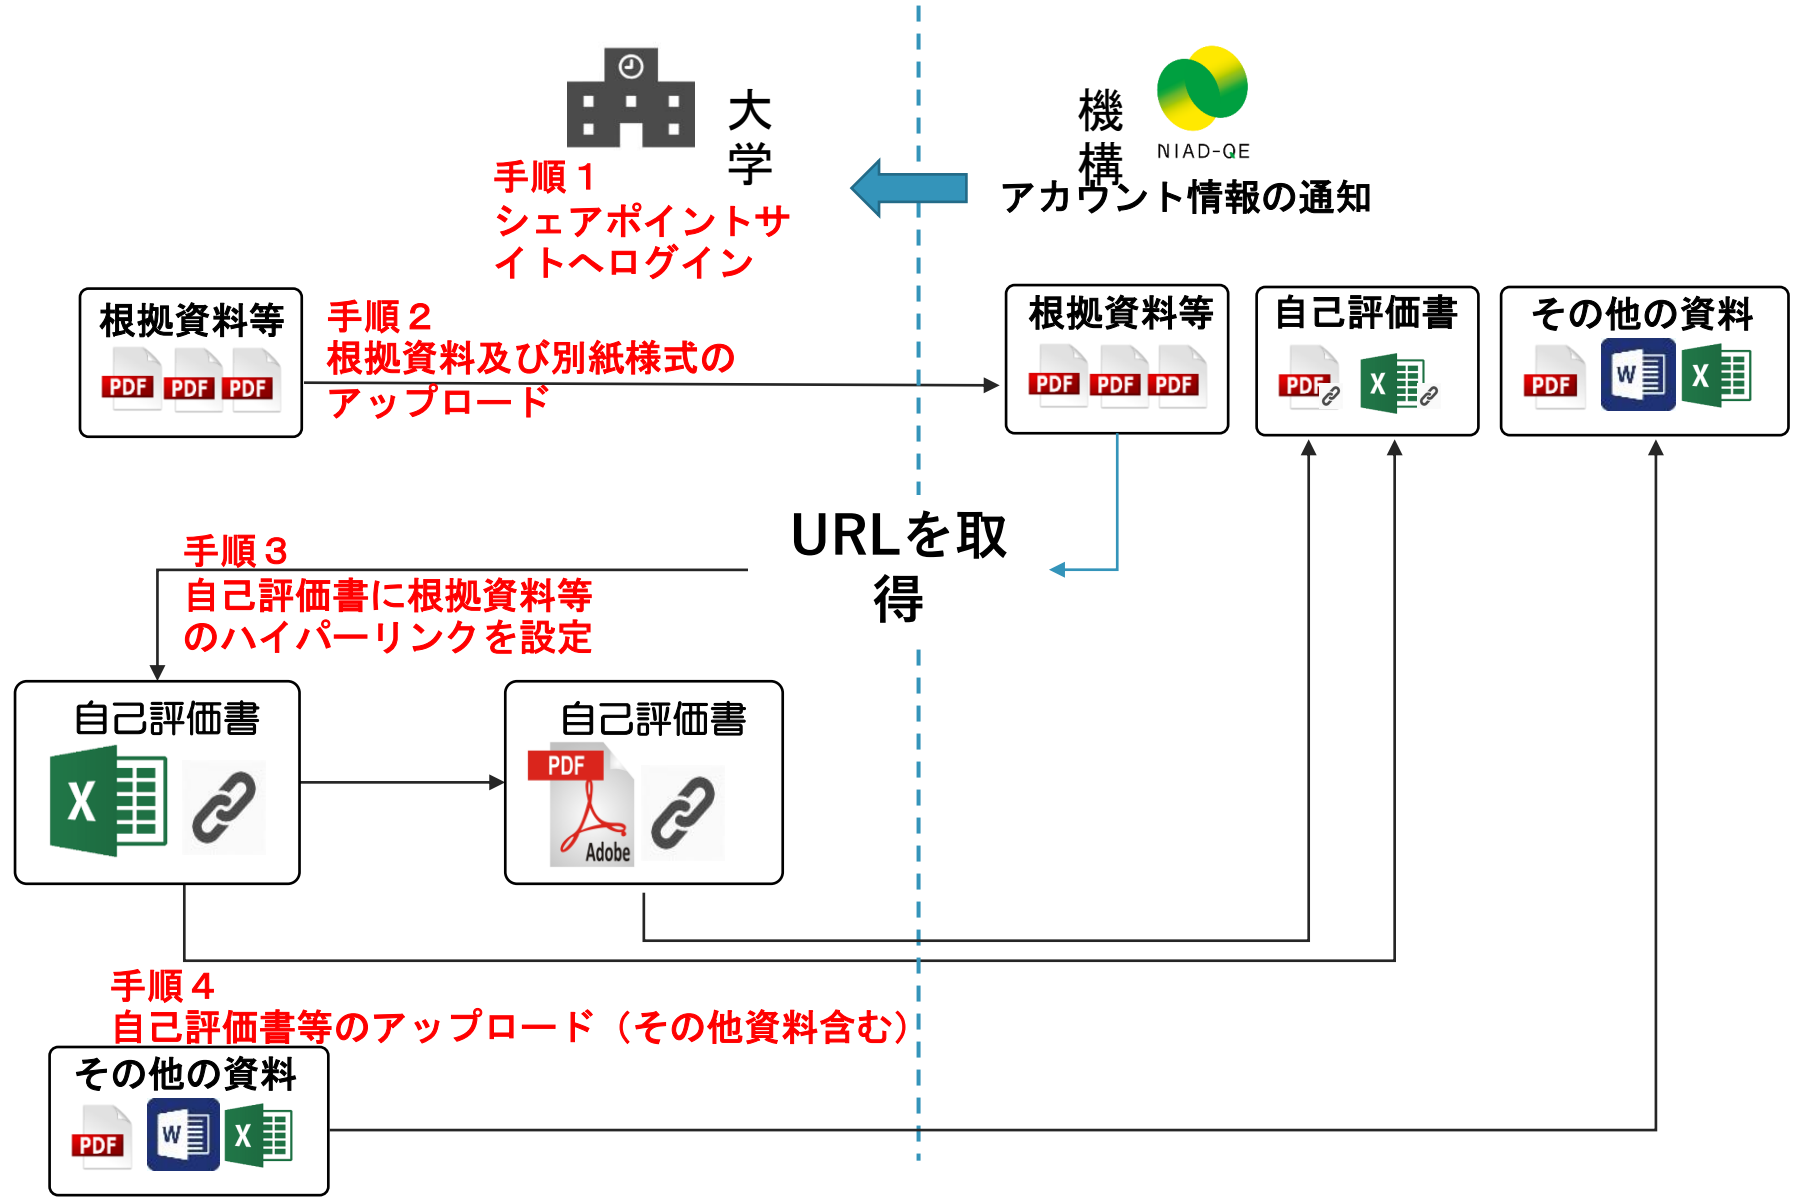 大
学
機
構
NIAD-QE
アカウント情報の通知
手順１
シェアポイントサ
イトへログイン
根拠資料等
PDF
PDF
PDF
手順２
根拠資料及び別紙様式の
アップロード
根拠資料等
PDF
PDF
PDF
自己評価書
PDF
X
その他の資料
PDF
W
X
URLを取
得
手順３
自己評価書に根拠資料等
のハイパーリンクを設定
自己評価書
X
自己評価書
PDF
Adobe
手順４
自己評価書等のアップロード（その他資料含む）
その他の資料
PDF
W
X